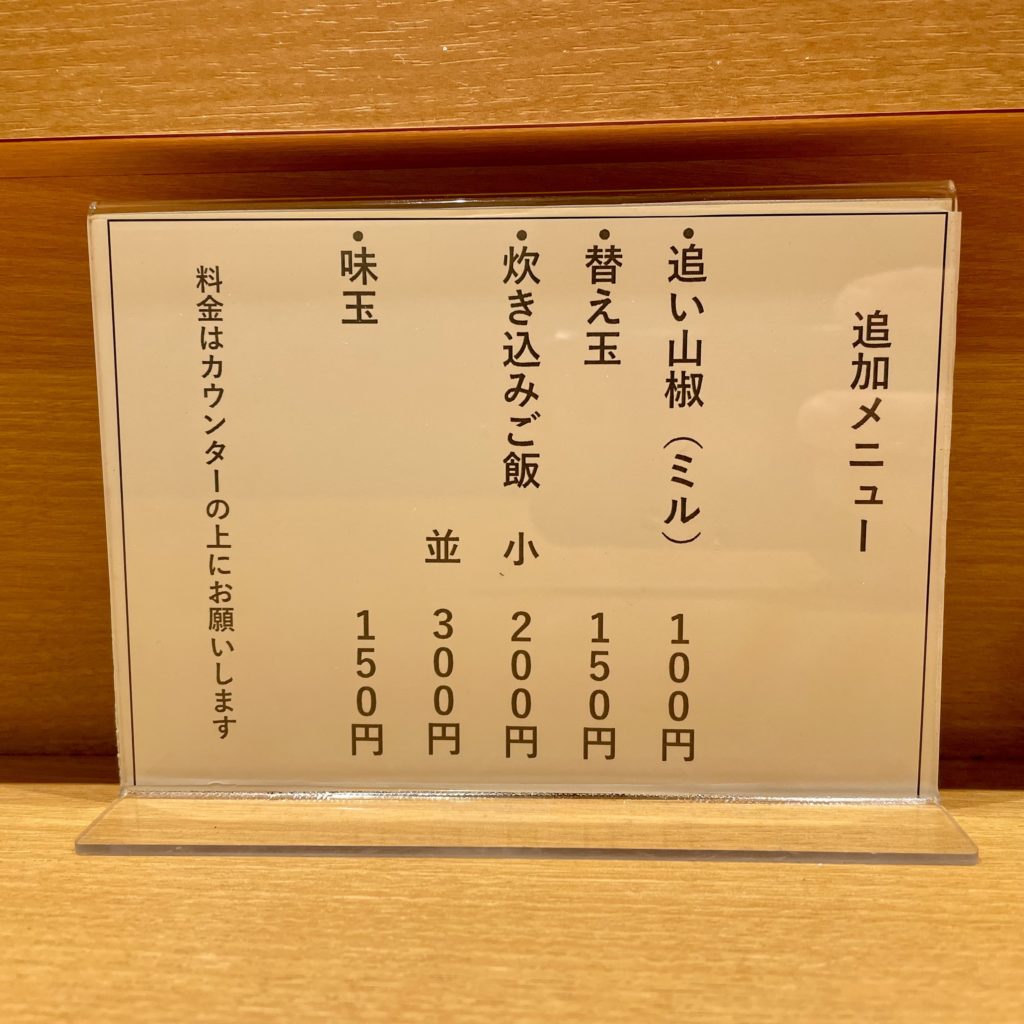 追加メニュー
•追い山椒（ミル） 100円
•替え玉 150円
•炊き込みご飯 小 200円
並 300円
•味玉 150円
料金はカウンターの上にお願いします